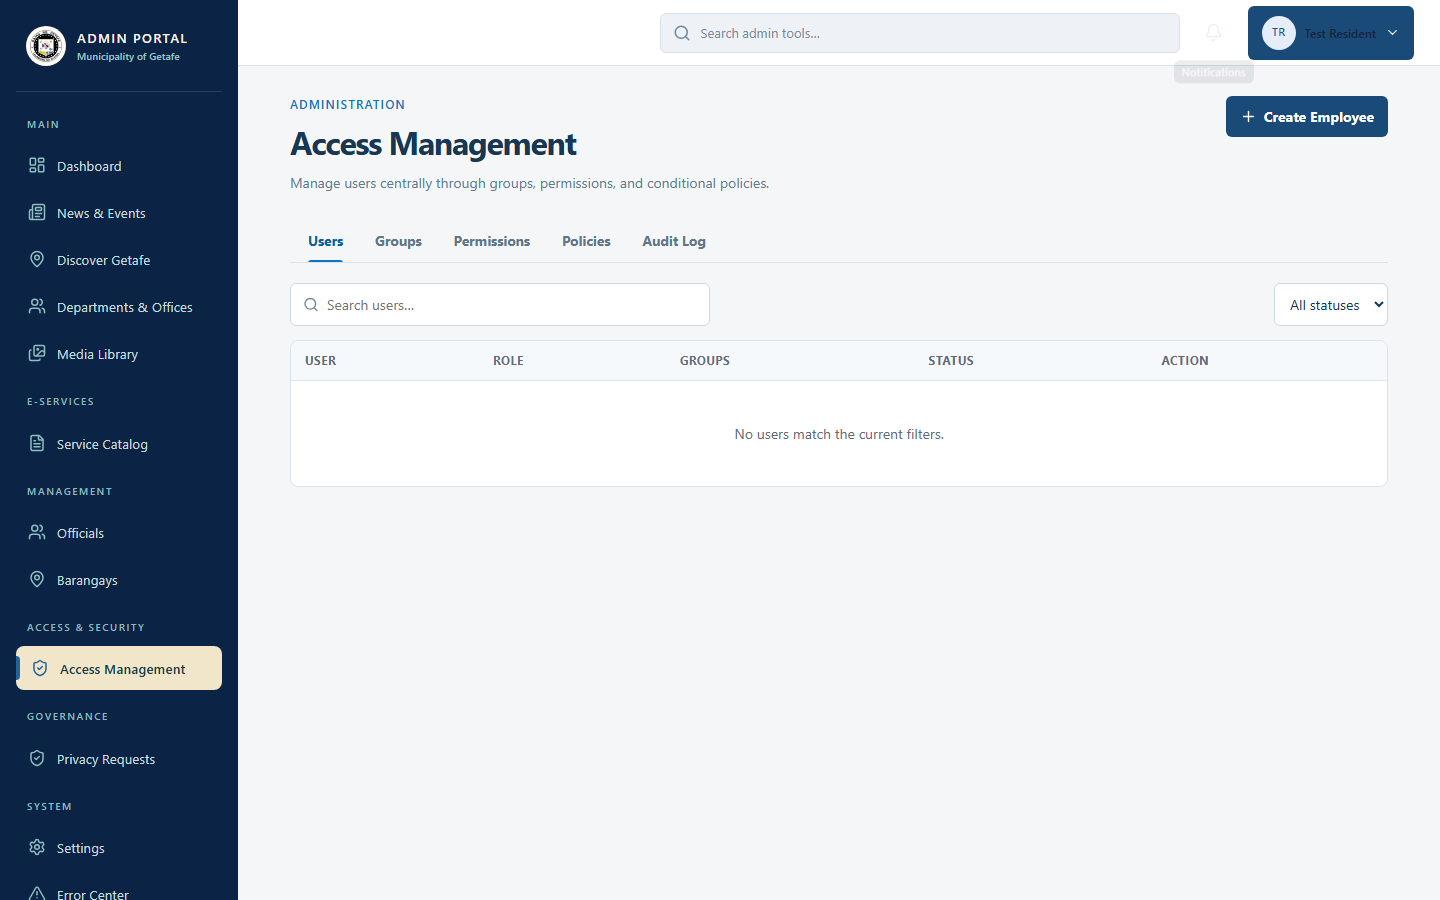 ADMIN PORTAL
Municipality of Getafe
MAIN
Dashboard
News & Events
Discover Getafe
Departments & Offices
Media Library
E-SERVICES
Service Catalog
MANAGEMENT
Officials
Barangays
ACCESS & SECURITY
Access Management
GOVERNANCE
Privacy Requests
SYSTEM
Settings
Error Center
Search admin tools...
TR
Test Resident
Notifications
ADMINISTRATION
Access Management
Manage users centrally through groups, permissions, and conditional policies.
Create Employee
Users
Groups
Permissions
Policies
Audit Log
Search users...
All statuses
USER
ROLE
GROUPS
STATUS
ACTION
No users match the current filters.